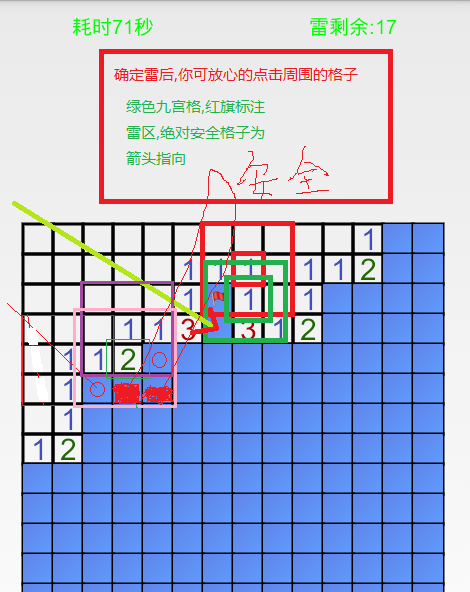 耗时71秒 雷剩余:17
确定雷后,你可放心的点击周围的格子
绿色九宫格,红旗标注
雷区,绝对安全格子为
箭头指向
安全
1
1 1 1 1 1 2
1 1 1
1 1 3 3 1 2
1 1 2
1
1
1 2